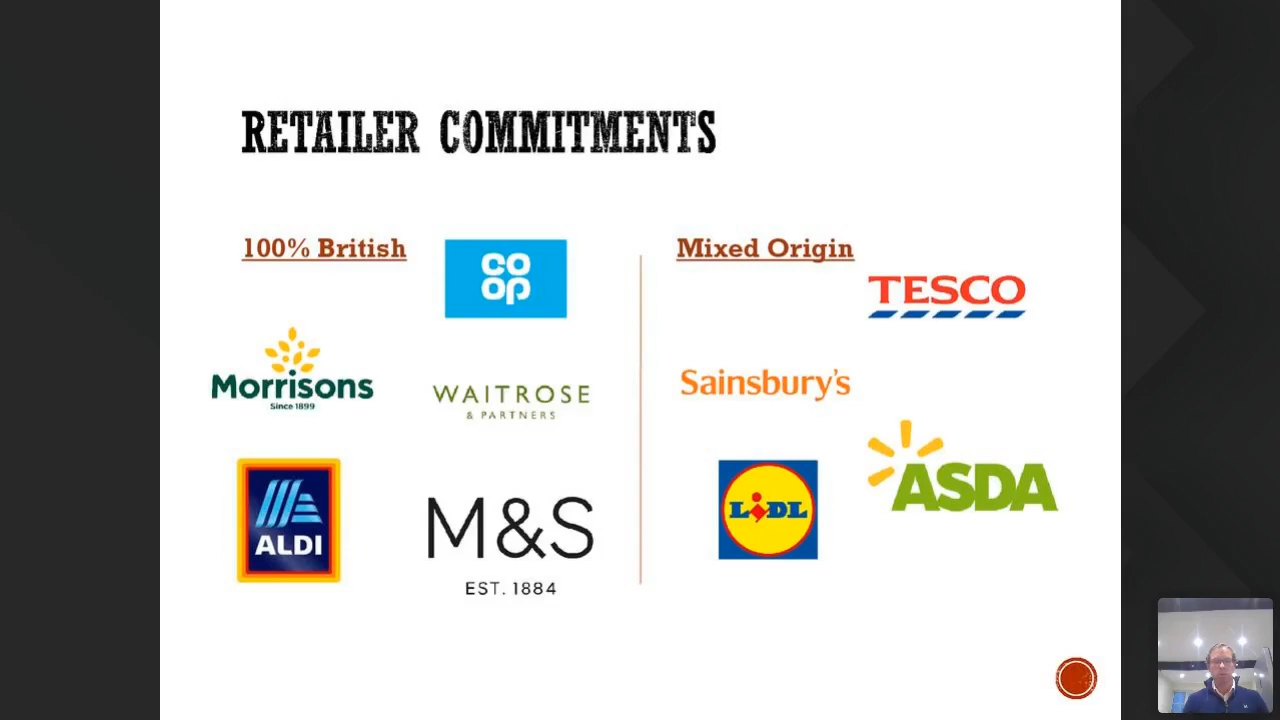 RETAILER COMMITMENTS
100% British
CO
OP
Morrisons
Since 1899
WAITROSE
& PARTNERS
ALDI
M&S
EST. 1884
Mixed Origin
TESCO
Sainsbury's
LIDL
ASDA